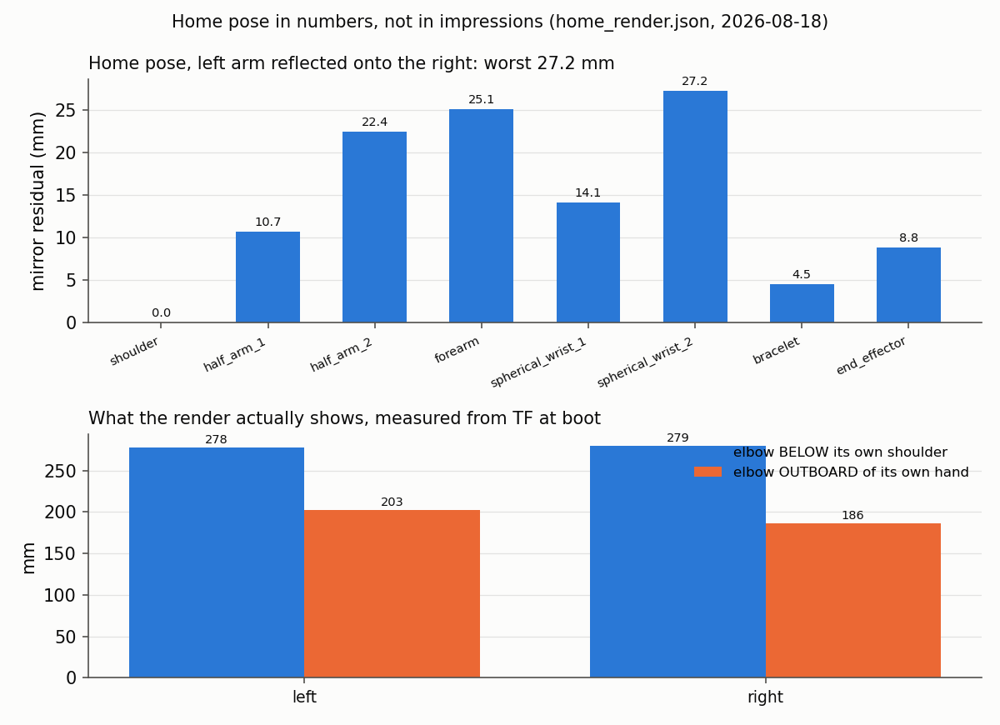 Home pose in numbers, not in impressions (home_render.json, 2026-08-18)
Home pose, left arm reflected onto the right: worst 27.2 mm
mirror residual (mm)
25
20
15
10
5
0
0.0
10.7
22.4
25.1
14.1
27.2
4.5
8.8
shoulder
half_arm_1
half_arm_2
forearm
spherical_wrist_1
spherical_wrist_2
bracelet
end_effector
What the render actually shows, measured from TF at boot
mm
250
200
150
100
50
0
278
203
279
186
elbow BELOW its own shoulder
elbow OUTBOARD of its own hand
left
right